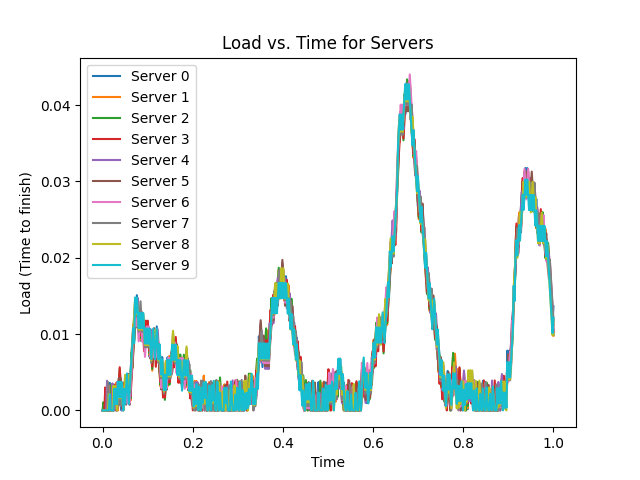 Load vs. Time for Servers
Load (Time to finish)
0.04
0.03
0.02
0.01
0.00
Server 0
Server 1
Server 2
Server 3
Server 4
Server 5
Server 6
Server 7
Server 8
Server 9
0.0 0.2 0.4 0.6 0.8 1.0
Time